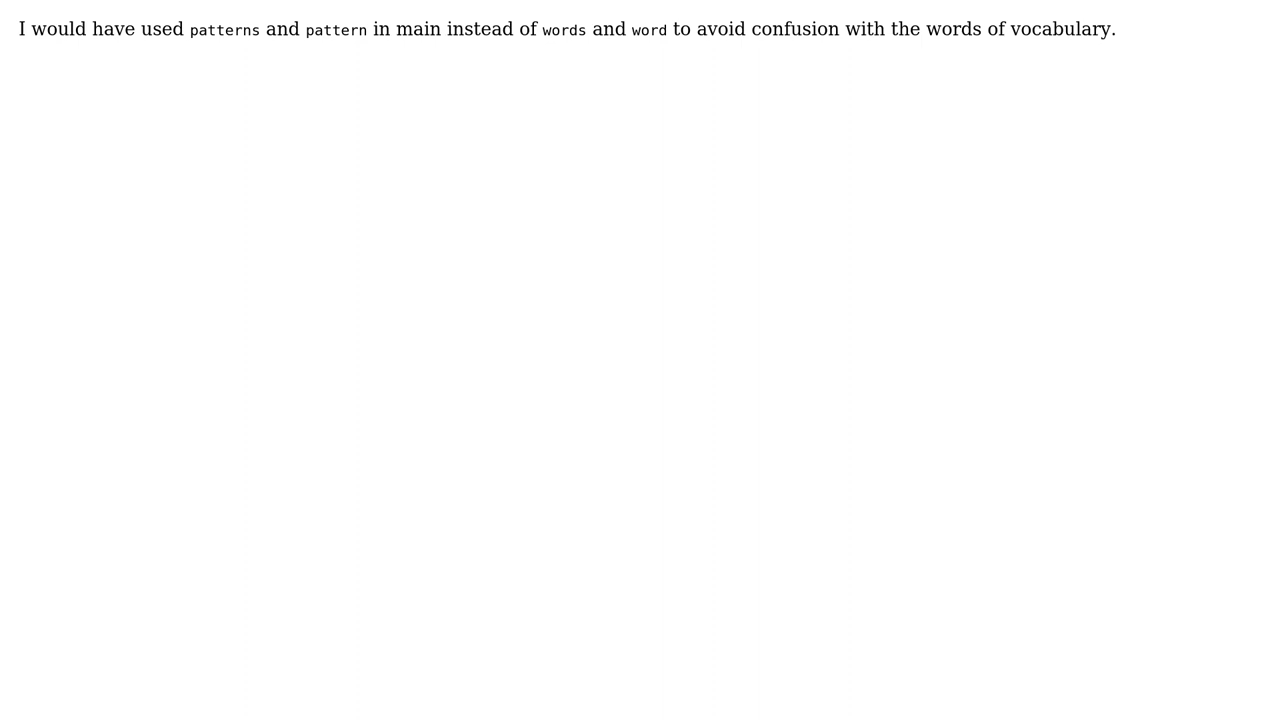 I would have used patterns and pattern in main instead of words and word to avoid confusion with the words of vocabulary.